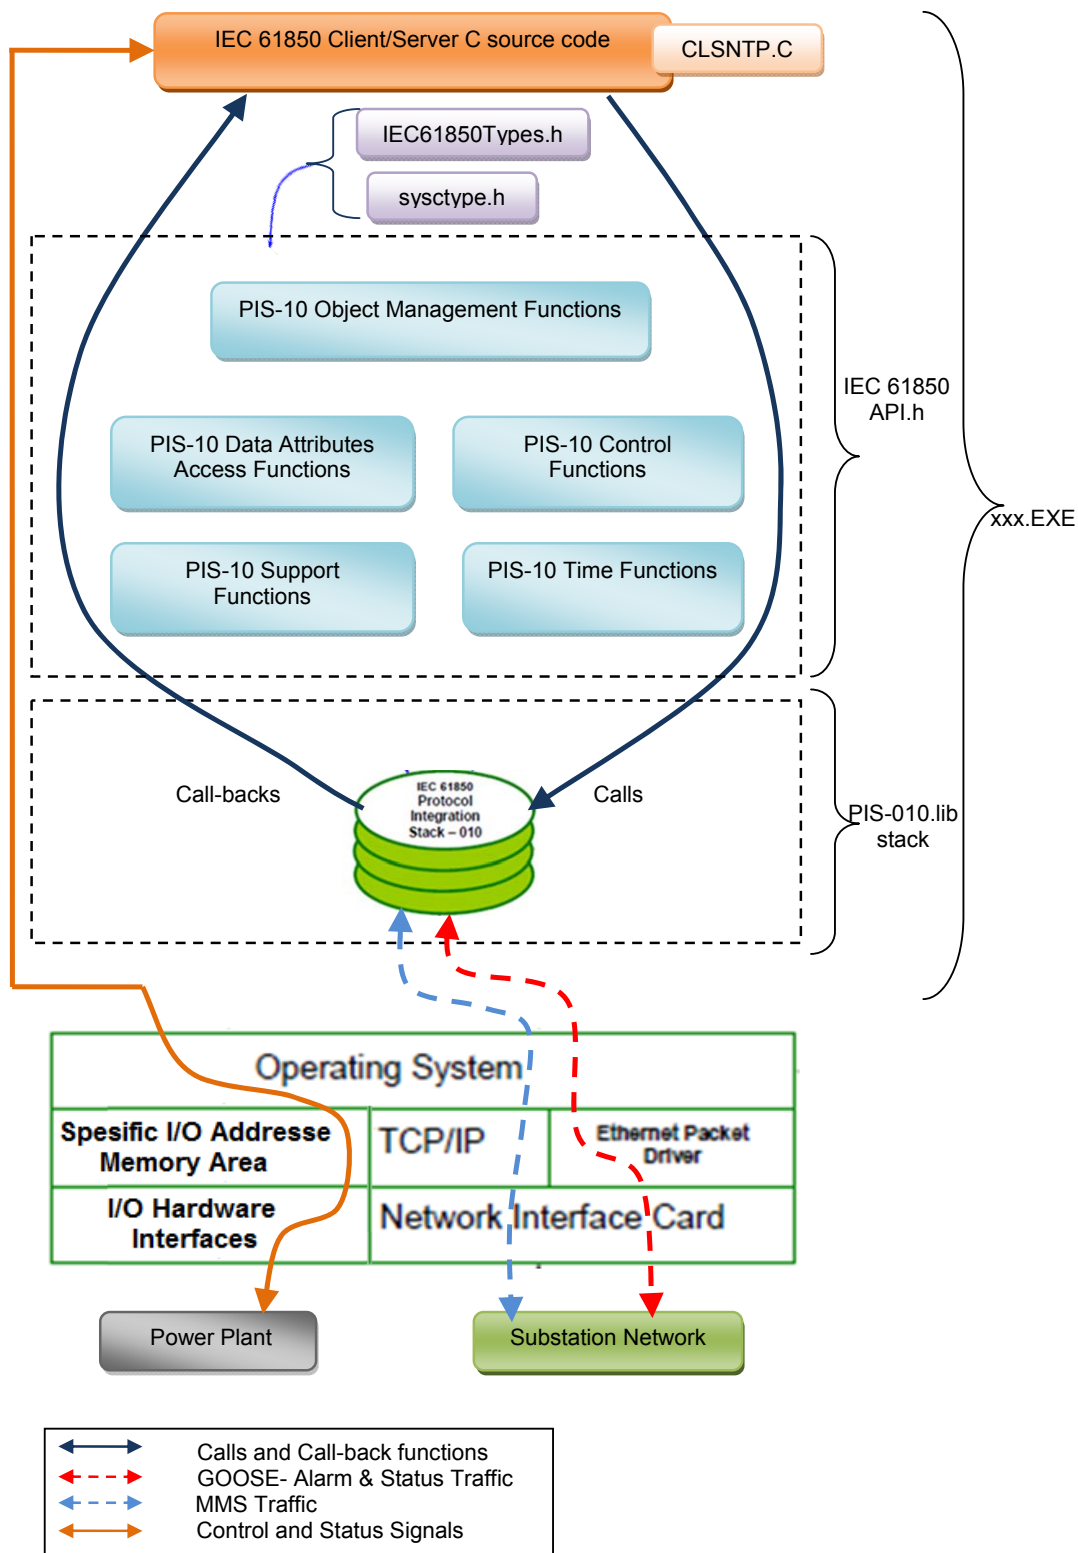 IEC 61850 Client/Server C source code
CLSNTP.C
IEC61850Types.h
sysctype.h
PIS-10 Object Management Functions
IEC 61850
API.h
PIS-10 Data Attributes
Access Functions
PIS-10 Control
Functions
xxx.EXE
PIS-10 Support
Functions
PIS-10 Time Functions
Call-backs
IEC 61850
Protocol
Integration
Stack – 010
Calls
PIS-010.lib
stack
Operating System
Spesific I/O Addresse
Memory Area
TCP/IP
Ethernet Packet
Driver
I/O Hardware
Interfaces
Network Interface Card
Power Plant
Substation Network
Calls and Call-back functions
GOOSE- Alarm & Status Traffic
MMS Traffic
Control and Status Signals